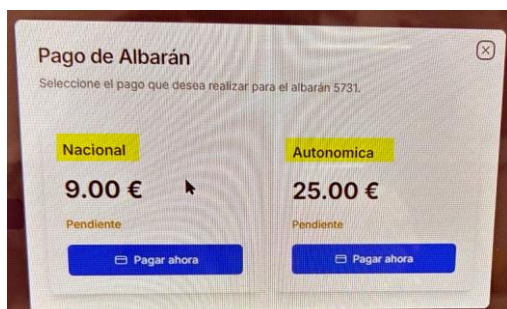 Pago de Albarán
Seleccione el pago que desea realizar para el albarán 5731.
Nacional
9.00 €
Pendiente
Pagar ahora
Autonomica
25.00 €
Pendiente
Pagar ahora